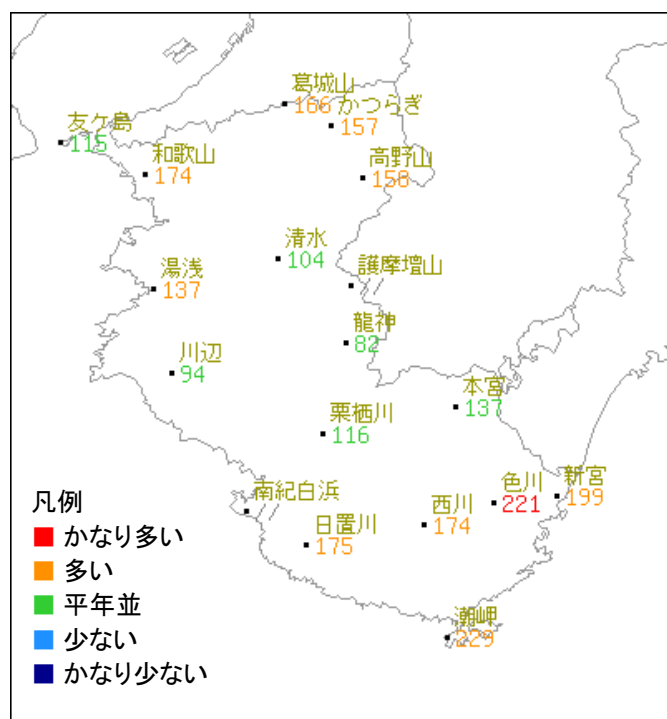 葛城山
166
かつらぎ
157
友ケ島
115
和歌山
174
高野山
158
清水
104
護摩壇山
//
湯浅
137
龍神
82
川辺
94
本宮
137
栗栖川
116
南紀白浜
//
日置川
175
西川
174
色川
221
新宮
199
潮岬
229
凡例
かなり多い
多い
平年並
少ない
かなり少ない